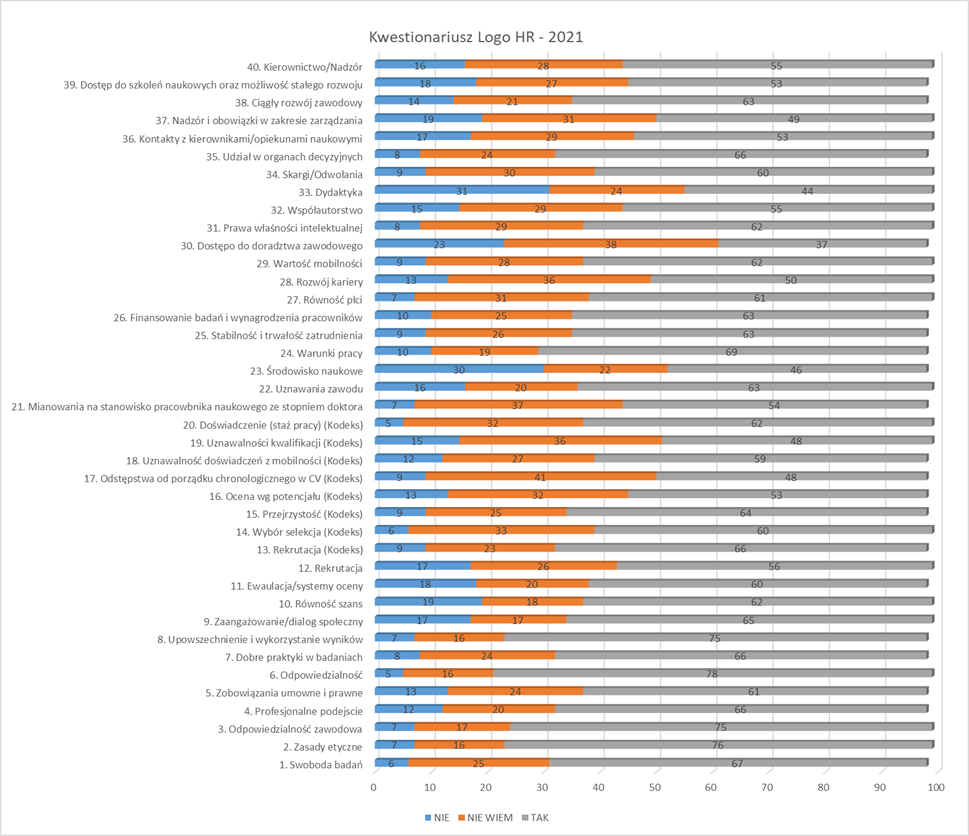 Kwestionariusz Logo HR - 2021
40. Kierownictwo/Nadzór 16 28 55
39. Dostęp do szkoleń naukowych oraz możliwość stałego rozwoju 18 27 53
38. Ciągły rozwój zawodowy 14 21 63
37. Nadzór i obowiązki w zakresie zarządzania 19 31 49
36. Kontakty z kierownikami/opiekunami naukowymi 17 29 53
35. Udział w organach decyzyjnych 8 24 66
34. Skargi/Odwołania 9 30 60
33. Dydaktyka 31 24 44
32. Współautorstwo 15 29 55
31. Prawa właśności intelektualnej 8 29 62
30. Dostępo do doradztwa zawodowego 23 38 37
29. Wartość mobilności 9 28 62
28. Rozwój kariery 13 36 50
27. Równość płci 7 31 61
26. Finansowanie badań i wynagrodzenia pracowników 10 25 63
25. Stabilność i trwałość zatrudnienia 9 26 63
24. Warunki pracy 10 19 69
23. Środowisko naukowe 30 22 46
22. Uznawania zawodu 16 20 63
21. Mianowania na stanowisko pracowbnika naukowego ze stopniem doktora 7 37 54
20. Doświadczenie (staż pracy) (Kodeks) 5 32 62
19. Uznawalności kwalifikacji (Kodeks) 15 36 48
18. Uznawalność doświadczeń z mobilności (Kodeks) 12 27 59
17. Odstępstwa od porządku chronologicznego w CV (Kodeks) 9 41 48
16. Ocena wg potencjału (Kodeks) 13 32 53
15. Przejrzystość (Kodeks) 9 25 64
14. Wybór selekcja (Kodeks) 6 33 60
13. Rekrutacja (Kodeks) 9 23 66
12. Rekrutacja 17 26 56
11. Ewaulacja/systemy oceny 18 20 60
10. Równość szans 19 18 62
9. Zaangażowanie/dialog społeczny 17 17 65
8. Upowszechnienie i wykorzystanie wyników 7 16 75
7. Dobre praktyki w badaniach 8 24 66
6. Odpowiedzialność 5 16 78
5. Zobowiązania umowne i prawne 13 24 61
4. Profesjonalne podejscie 12 20 66
3. Odpowiedzialność zawodowa 7 17 75
2. Zasady etyczne 7 16 76
1. Swoboda badań 6 25 67
0 10 20 30 40 50 60 70 80 90 100
NIE NIE WIEM TAK